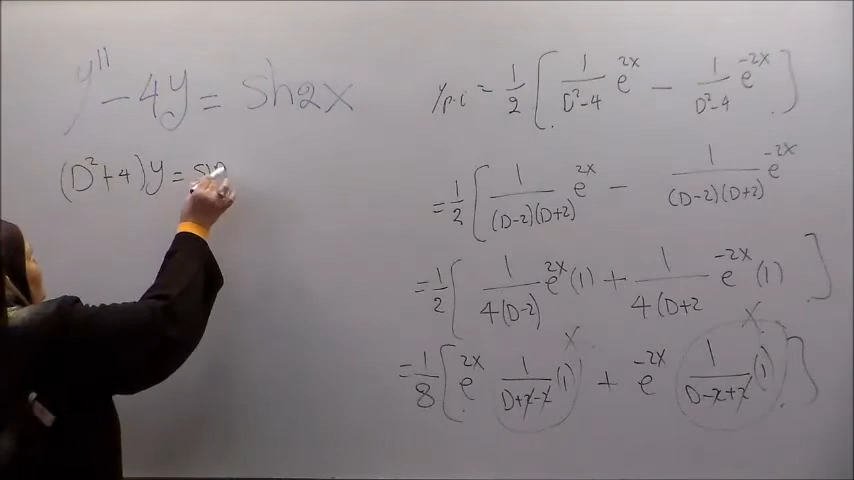 y'' - 4y = Sh2x
(D² + 4)y = sin
y_{P.I} = 1/2 [ 1/(D²-4) e^{2x} - 1/(D²-4) e^{-2x} ]
= 1/2 [ 1/((D-2)(D+2)) e^{2x} - 1/((D-2)(D+2)) e^{-2x}
= 1/2 [ 1/(4(D-2)) e^{2x} (1) + 1/(4(D+2) e^{-2x} (1) ]
x x
= 1/8 [ e^{2x} 1/(D+2-2) (1) + e^{-2x} 1/(D-2+2) (1) ]